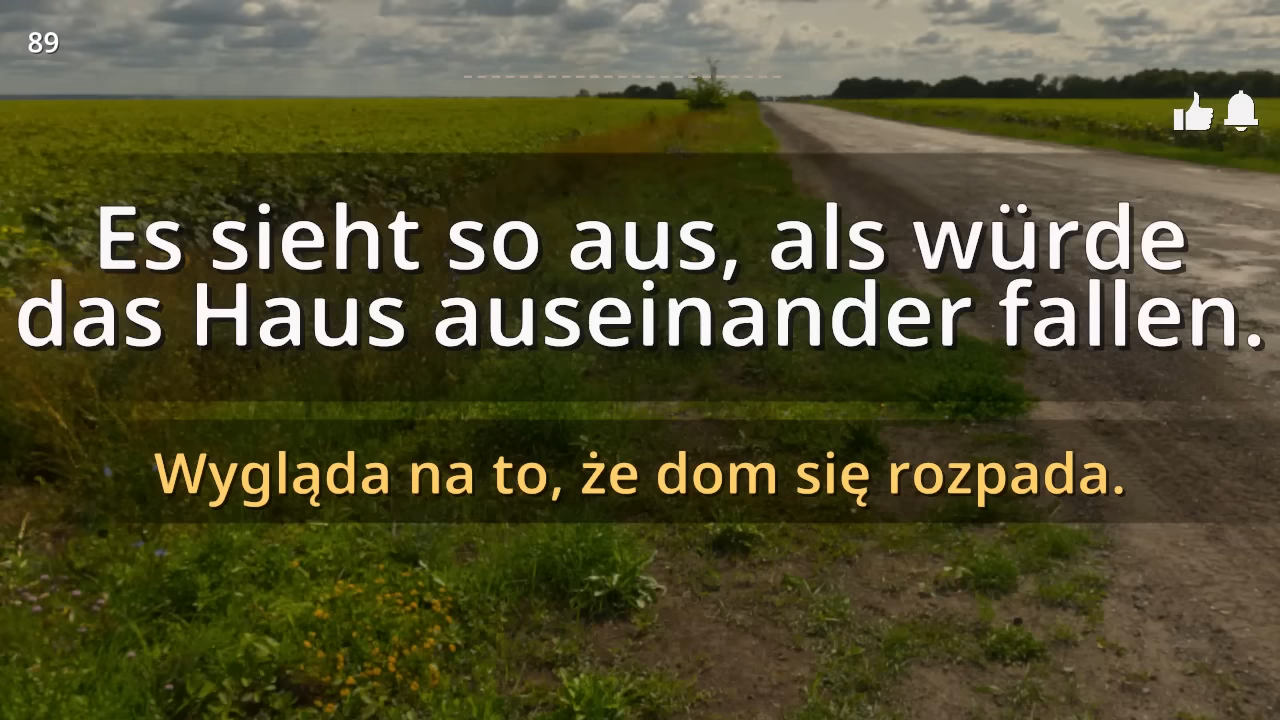 89
Es sieht so aus, als würde
das Haus auseinander fallen.
Wygląda na to, że dom się rozpada.